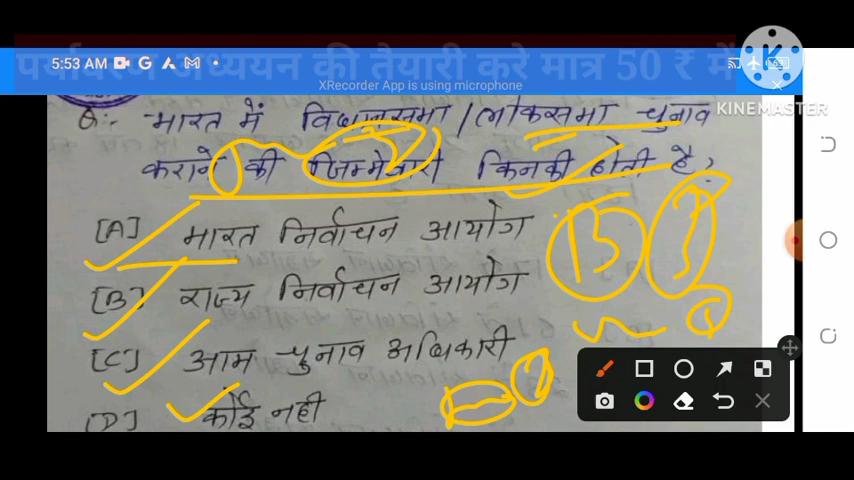 पर्यावरण अध्ययन की तैयारी करे मात्र 50 ₹ में
5:53 AM
XRecorder App is using microphone
KINEMASTER
Q:- भारत में विधानसभा / लोकसभा चुनाव
कराने की जिम्मेवारी किनकी होती है?
[A] भारत निर्वाचन आयोग
[B] राज्य निर्वाचन आयोग
[C] आम चुनाव अधिकारी
[D] कोई नही